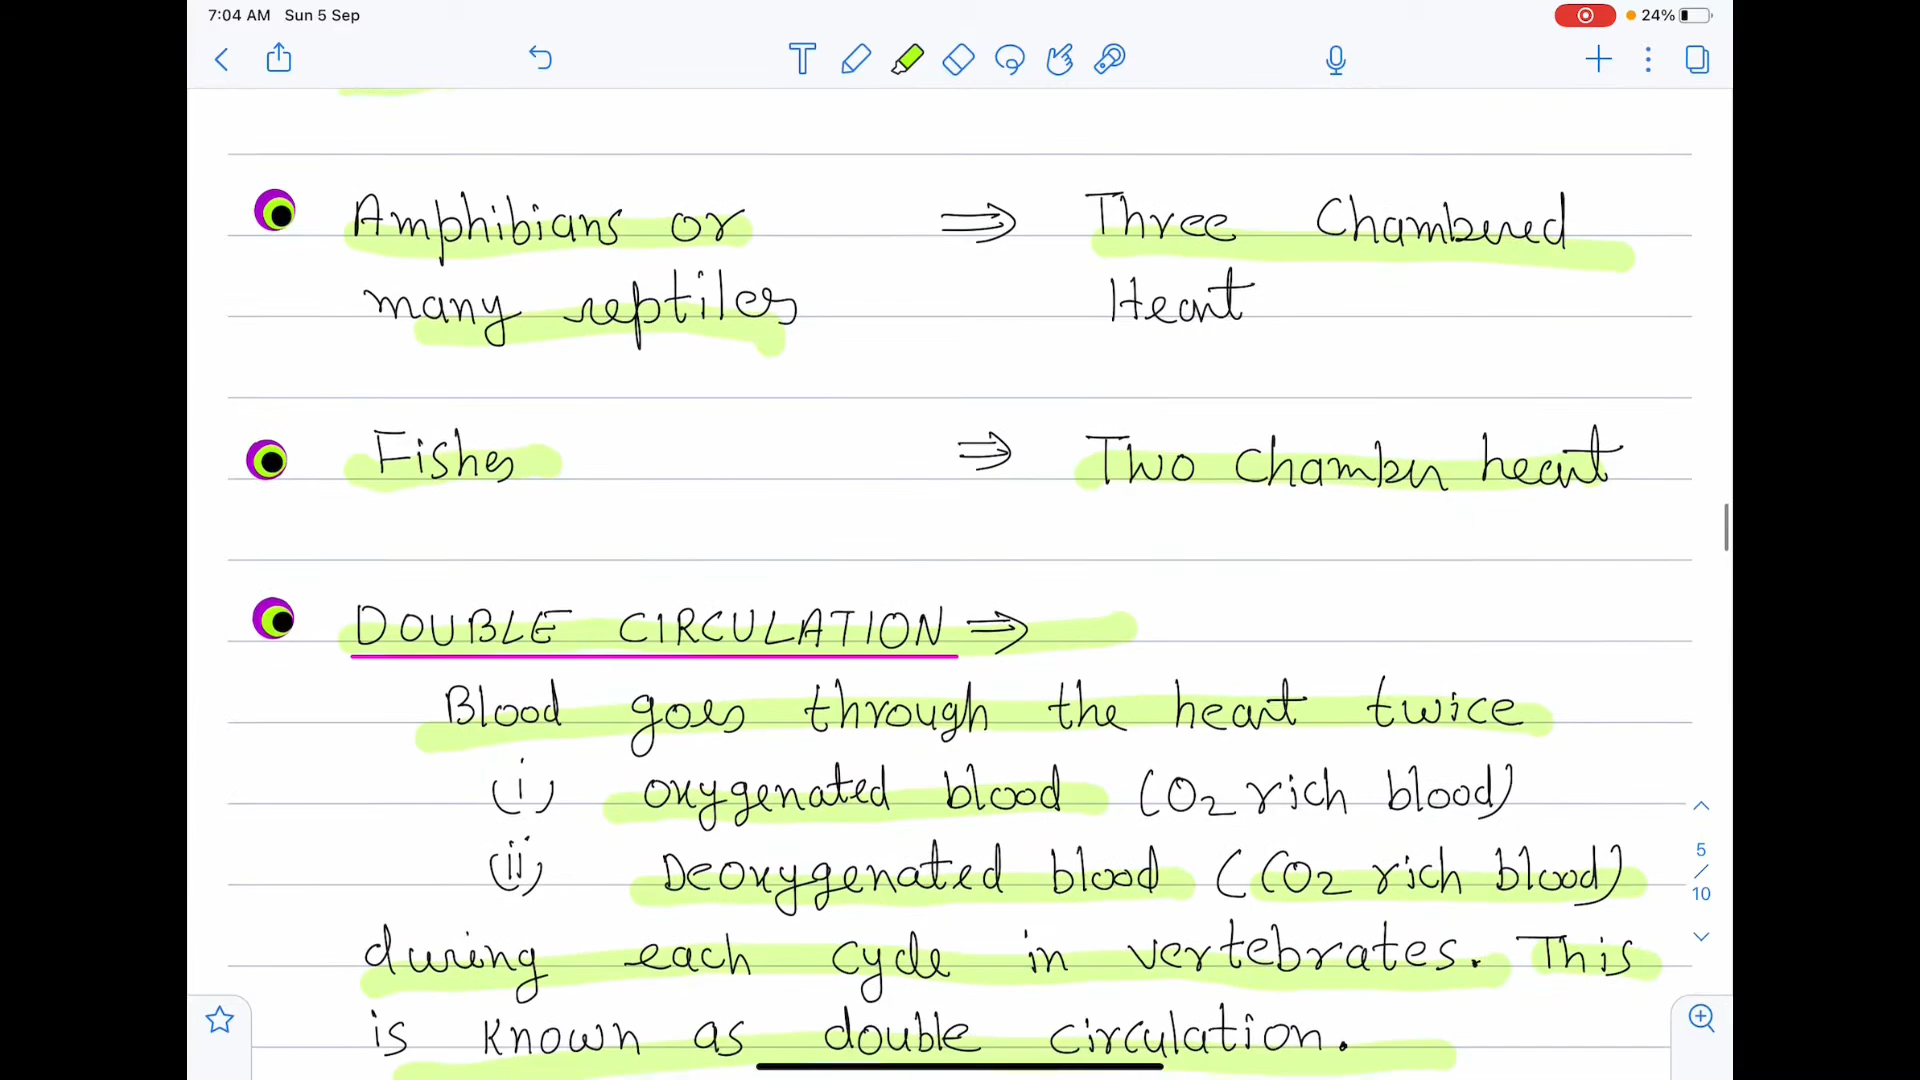 7:04 AM Sun 5 Sep
24%
Amphibians or ⇒ Three Chambered
many reptiles Heart
Fishes ⇒ Two Chamber heart
DOUBLE CIRCULATION ⇒
Blood goes through the heart twice
(i) Oxygenated blood (O2 rich blood)
(ii) Deoxygenated blood (CO2 rich blood)
during each cycle in vertebrates. This
is known as double circulation.
5
/
10